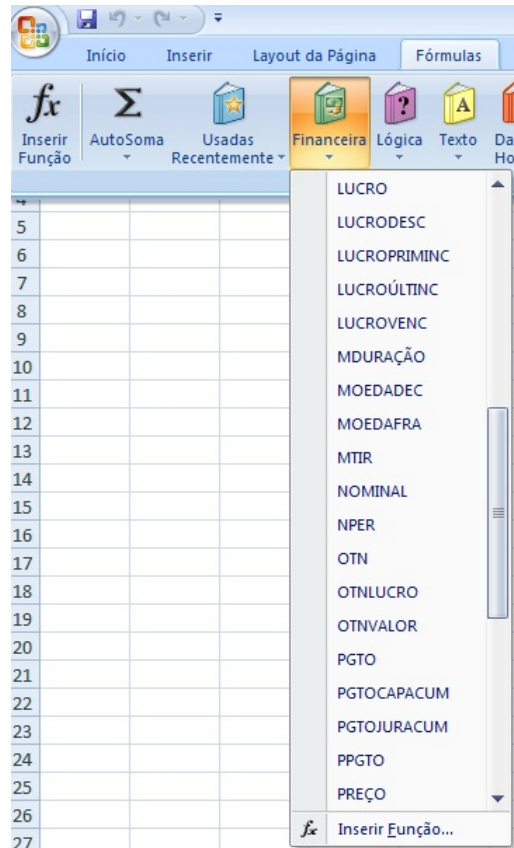 Início Inserir Layout da Página Fórmulas
fx Σ ? A
Inserir Função AutoSoma Usadas Recentemente Financeira Lógica Texto Da Ho
LUCRO
4
LUCRODESC
5
LUCROPRIMINC
6
LUCROÚLTINC
7
LUCROVENC
8
9
MDURAÇÃO
10
MOEDADEC
11
MOEDAFRA
12
MTIR
13
NOMINAL
14
NPER
15
16
OTN
17
OTNLUCRO
18
OTNVALOR
19
PGTO
20
PGTOCAPACUM
21
PGTOJURACUM
22
23
PPGTO
24
PREÇO
25
fx Inserir Função...
26
27